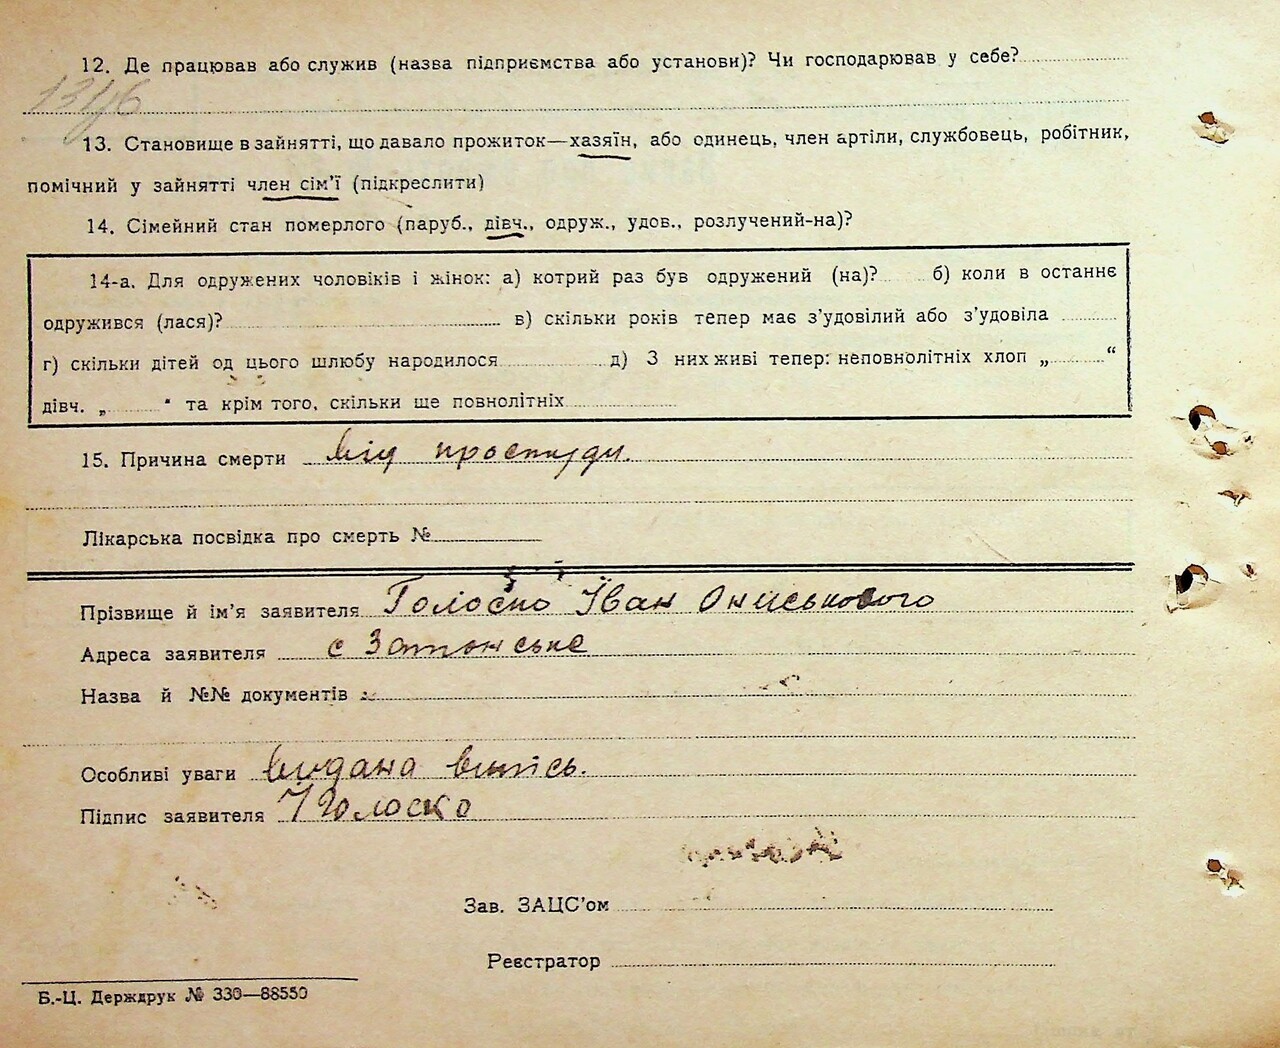 12. Де працював або служив (назва підприємства або установи)? Чи господарював у себе?
13. Становище в зайнятті, що давало прожиток—хазяїн, або одинець, член артіли, службовець, робітник,
помічний у зайнятті член сім'ї (підкреслити)
14. Сімейний стан померлого (паруб., дівч., одруж., удов., розлучений-на)?
14-а. Для одружених чоловіків і жінок: а) котрий раз був одружений (на)? б) коли в останнє
одружився (лася)? в) скільки років тепер має з'удовілий або з'удовіла
г) скільки дітей од цього шлюбу народилося д) З них живі тепер: неповнолітніх хлоп „ “
дівч. „ “ та крім того, скільки ще повнолітніх
15. Причина смерти від простуди.
Лікарська посвідка про смерть №
Прізвище й ім'я заявителя Голоско Іван Ониськового
Адреса заявителя с Затонське
Назва й №№ документів
Особливі уваги видана випісь.
Підпис заявителя І Голоско
Зав. ЗАЦС'ом
Реєстратор
Б.-Ц. Держдрук № 330—88550